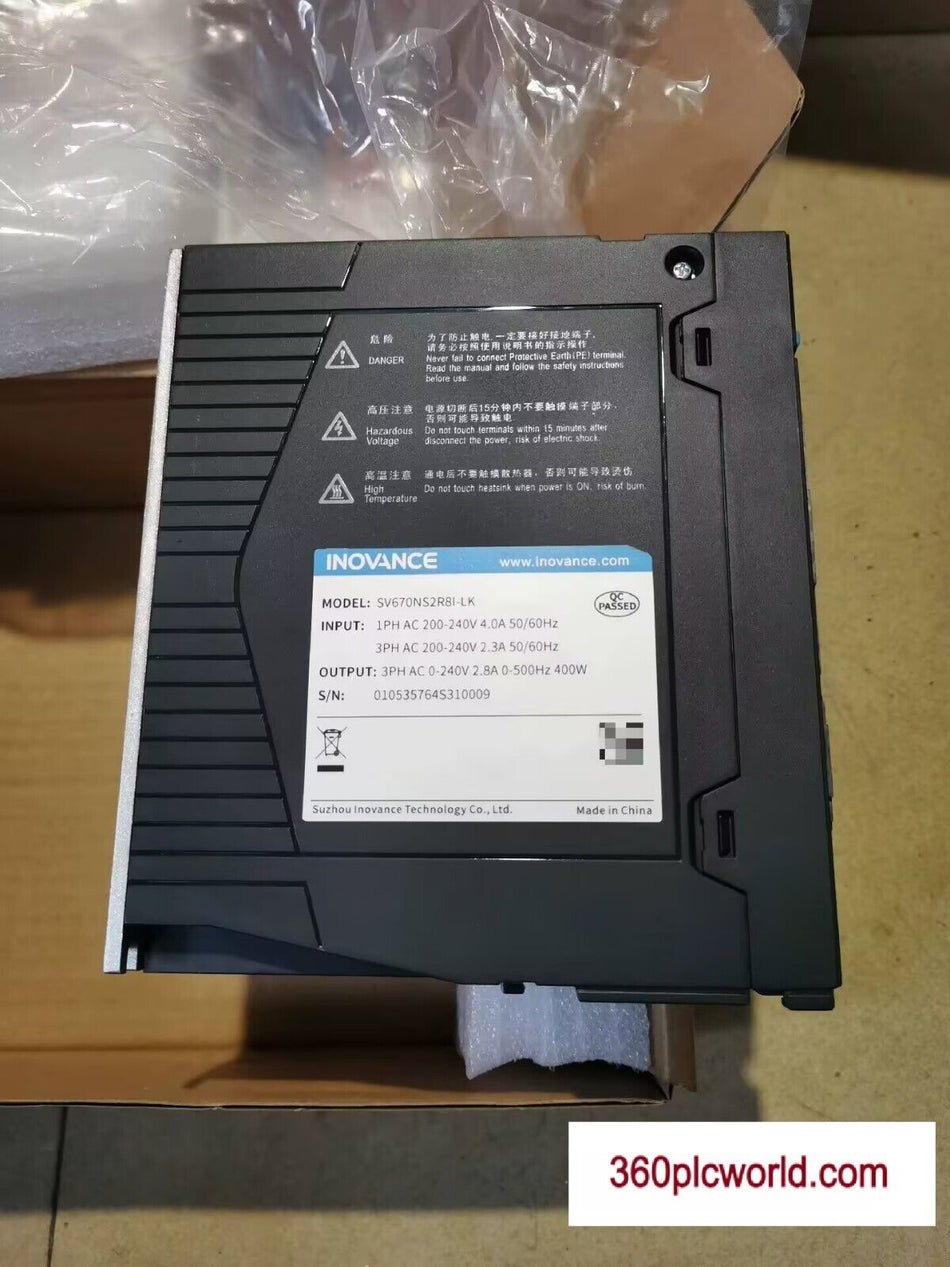 危险
DANGER
为了防止触电,一定要接好接地端子,
请务必按照使用说明书的指示操作
Never fail to connect Protective Earth(PE) terminal.
Read the manual and follow the safety instructions
before use.
高压注意
Hazardous
Voltage
电源切断后15分钟内不要触摸端子部分,
否则可能导致触电
Do not touch terminals within 15 minutes after
disconnect the power, risk of electric shock.
高温注意
High
Temperature
通电后不要触摸散热器,否则可能导致烫伤
Do not touch heatsink when power is ON, risk of burn.
INOVANCE www.inovance.com
MODEL: SV670NS2R8I-LK
QC
PASSED
INPUT: 1PH AC 200-240V 4.0A 50/60Hz
3PH AC 200-240V 2.3A 50/60Hz
OUTPUT: 3PH AC 0-240V 2.8A 0-500Hz 400W
S/N: 010535764S310009
Suzhou Inovance Technology Co., Ltd. Made in China
360plcworld.com